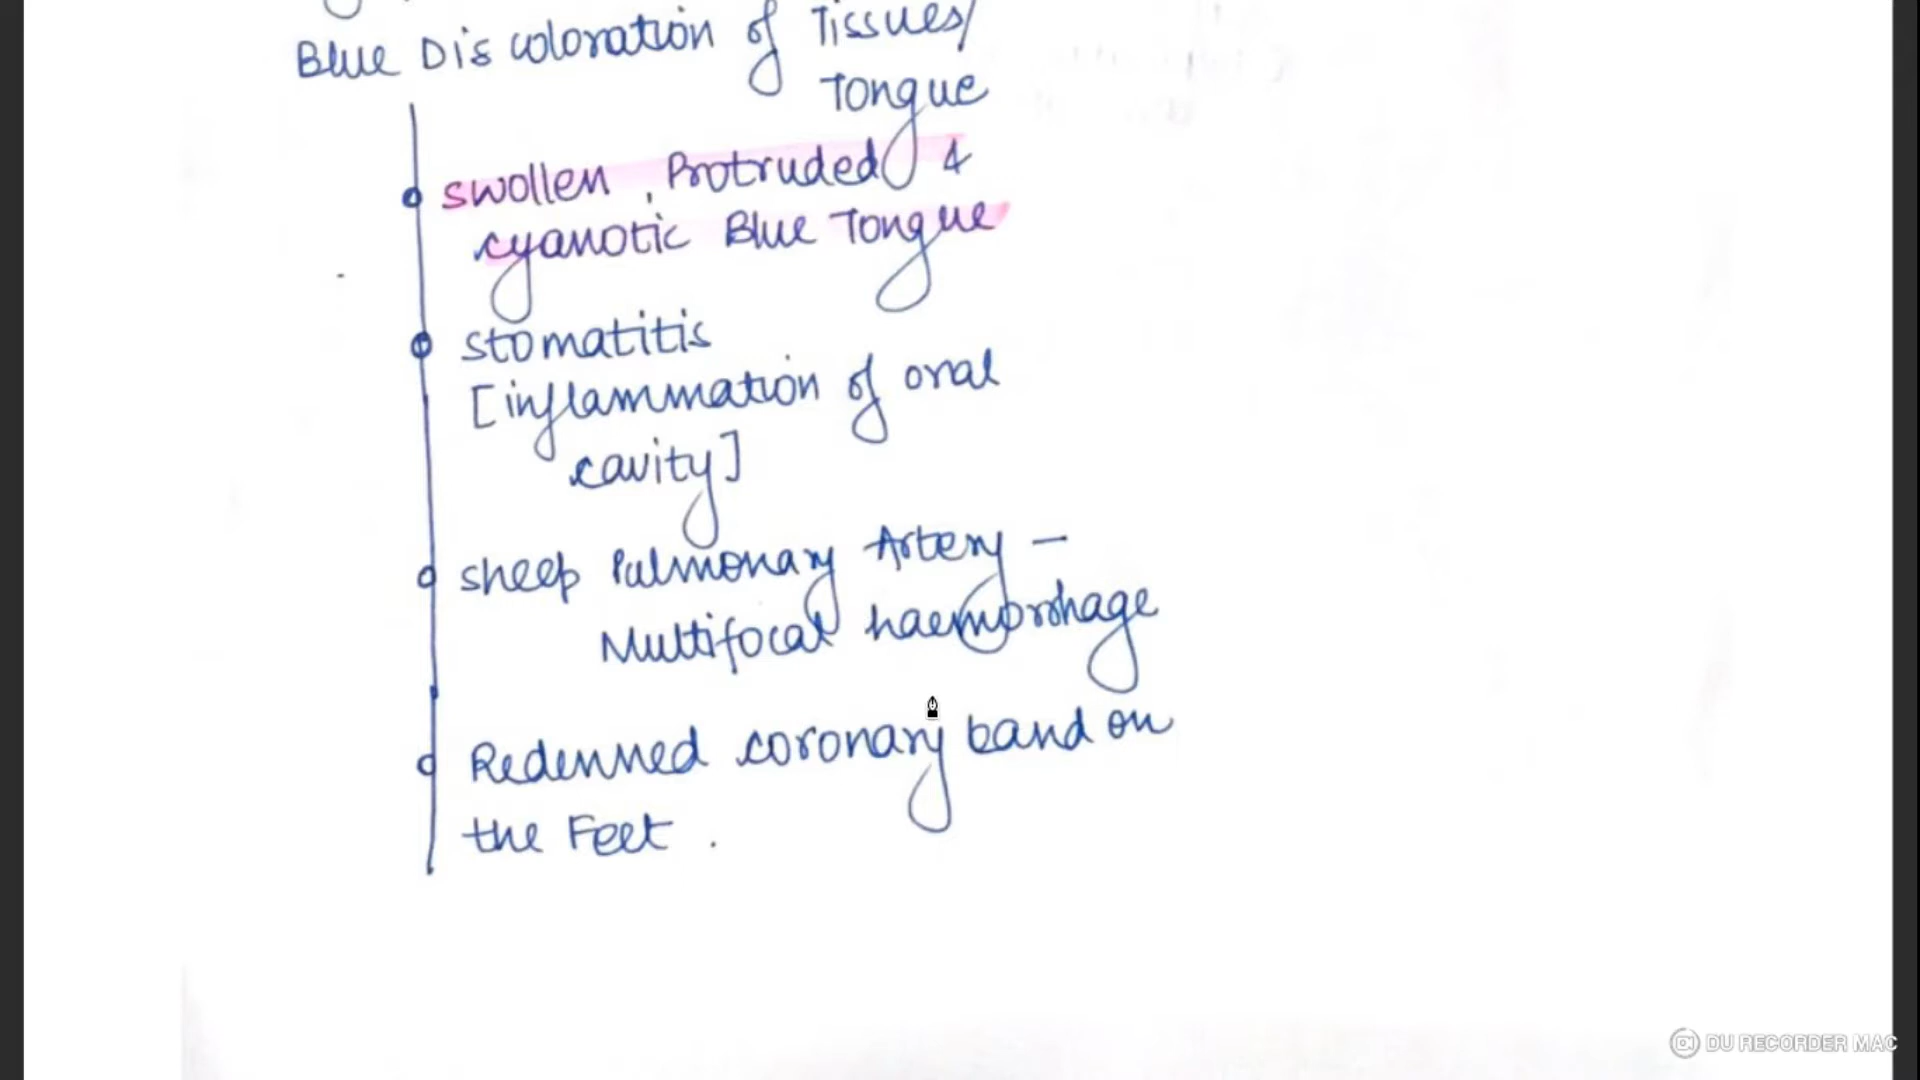 Blue Discoloration of Tissues/
Tongue
swollen, Protruded &
cyanotic Blue Tongue
stomatitis
[inflammation of oral
cavity]
sheep Pulmonary Artery -
Multifocal haemorrhage
Redenned coronary band on
the Feet .
DU RECORDER MAC